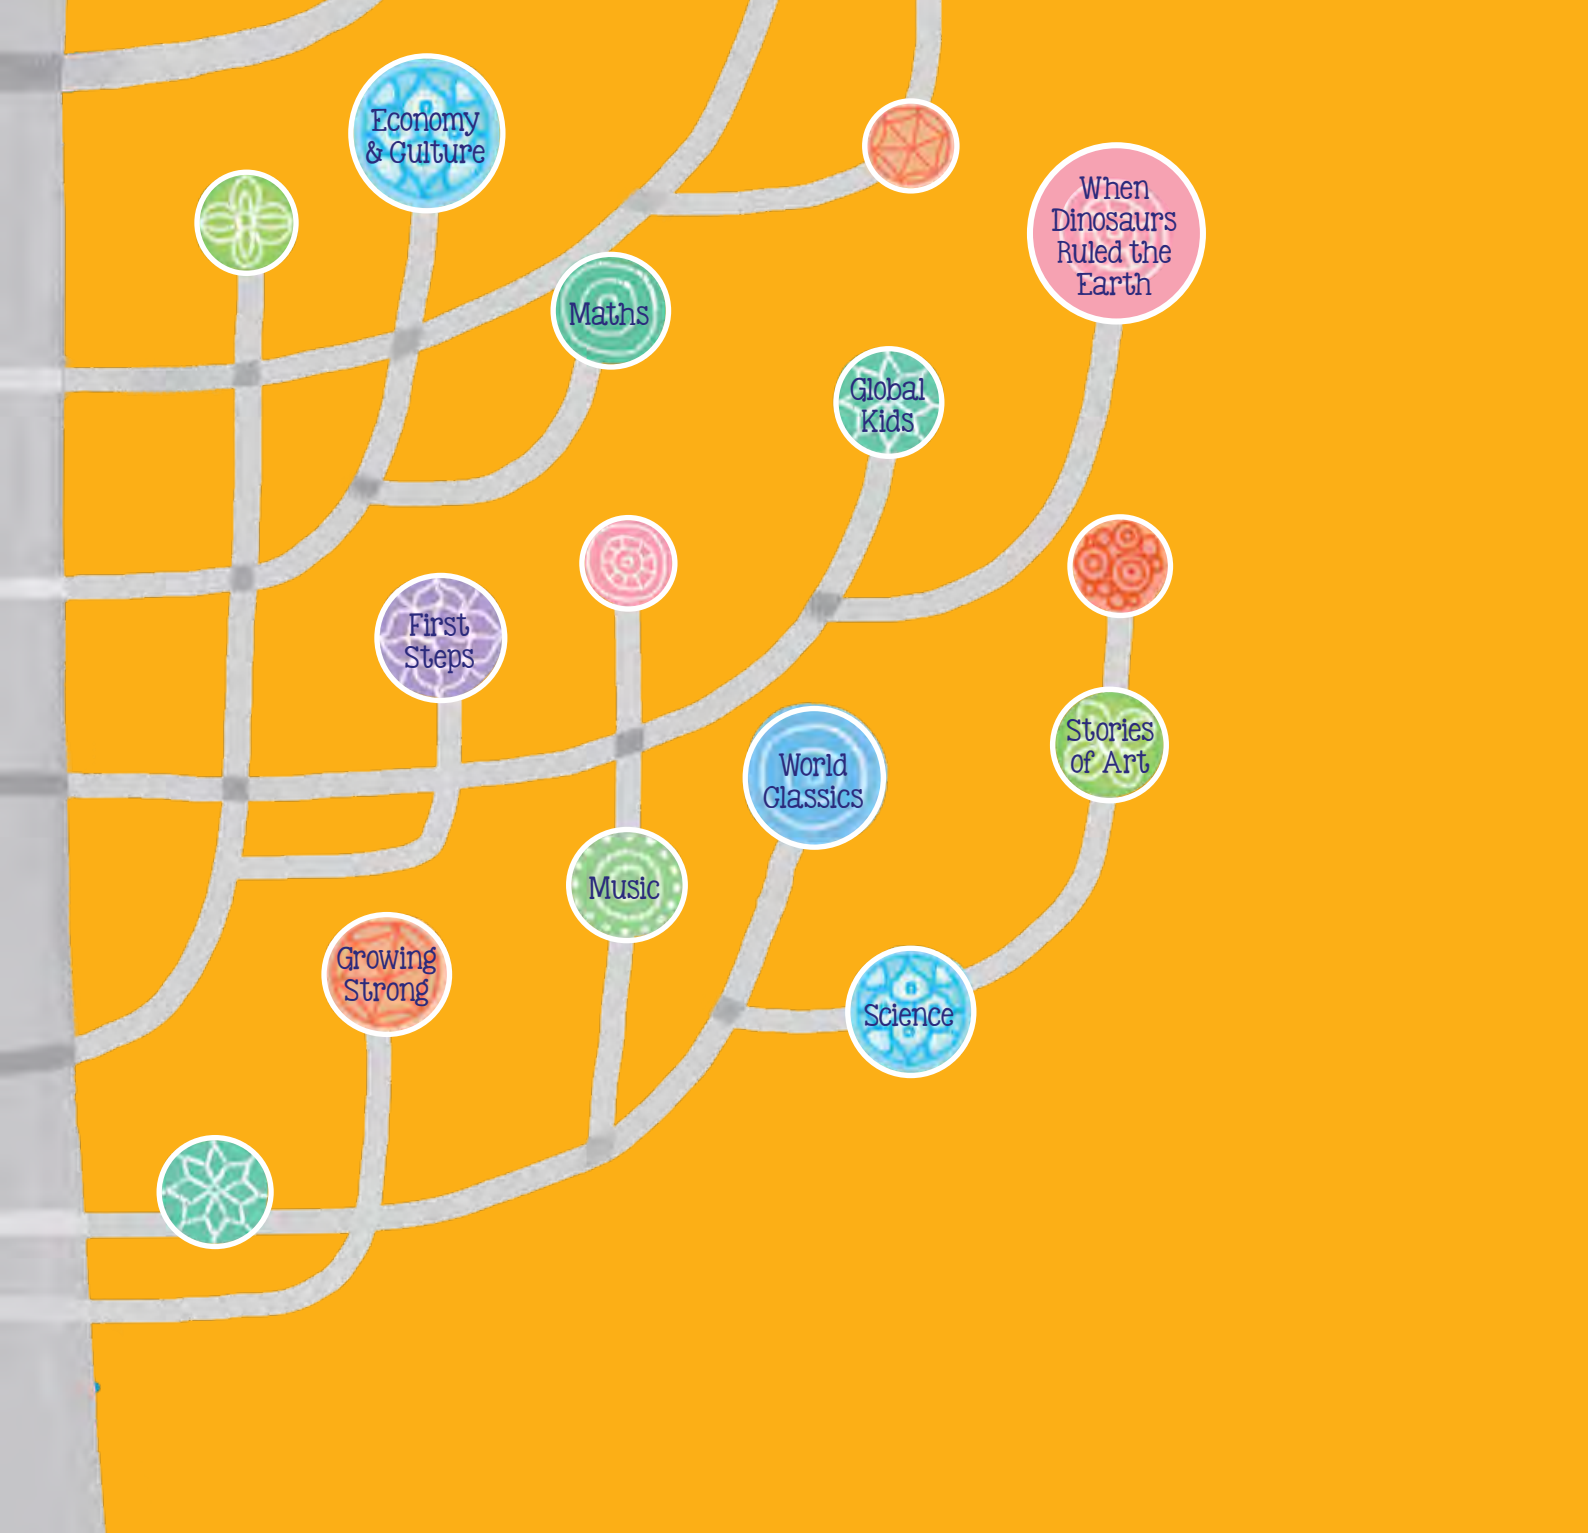 Economy
& Culture
When
Dinosaurs
Ruled the
Earth
Maths
Global
Kids
First
Steps
Stories
of Art
World
Classics
Music
Growing
Strong
Science